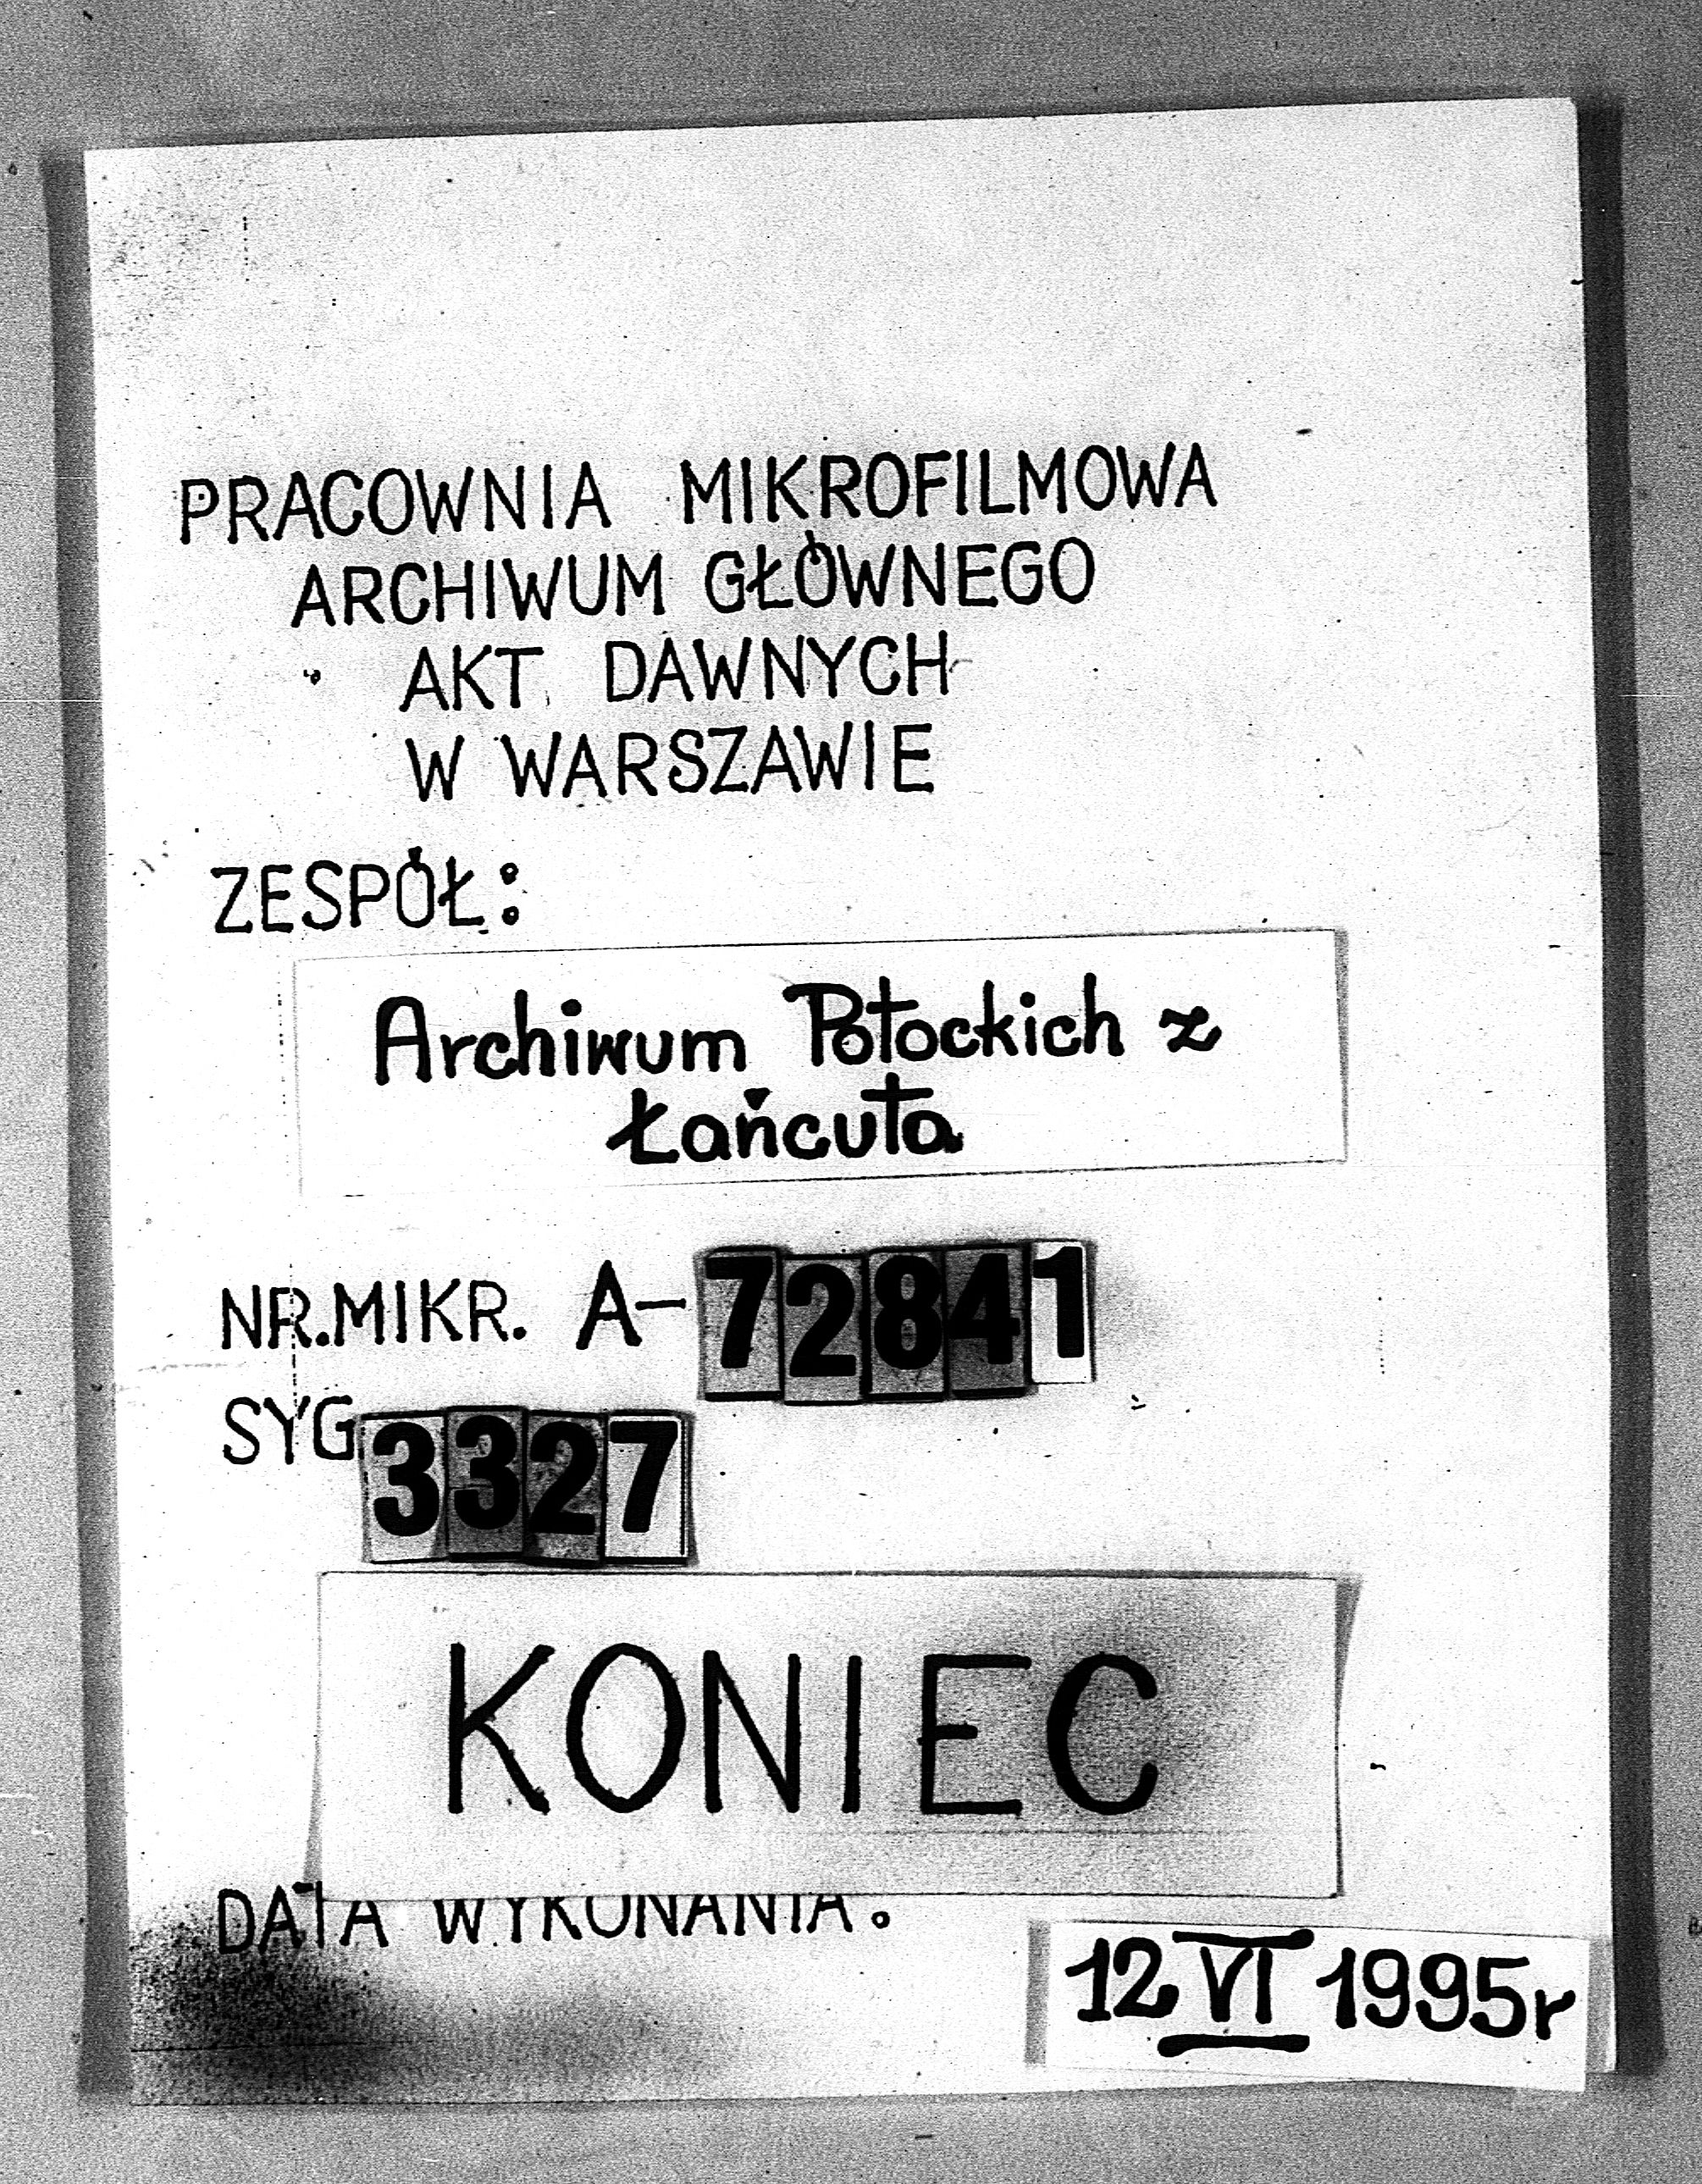 PRACOWNIA MIKROFILMOWA
ARCHIWUM GŁÓWNEGO
AKT DAWNYCH
W WARSZAWIE
ZESPÓŁ:
Archiwum Potockich z
Łańcuta
NR.MIKR. A-72841
SYG 3327
KONIEC
DATA WYKONANIA:
12 VI 1995r